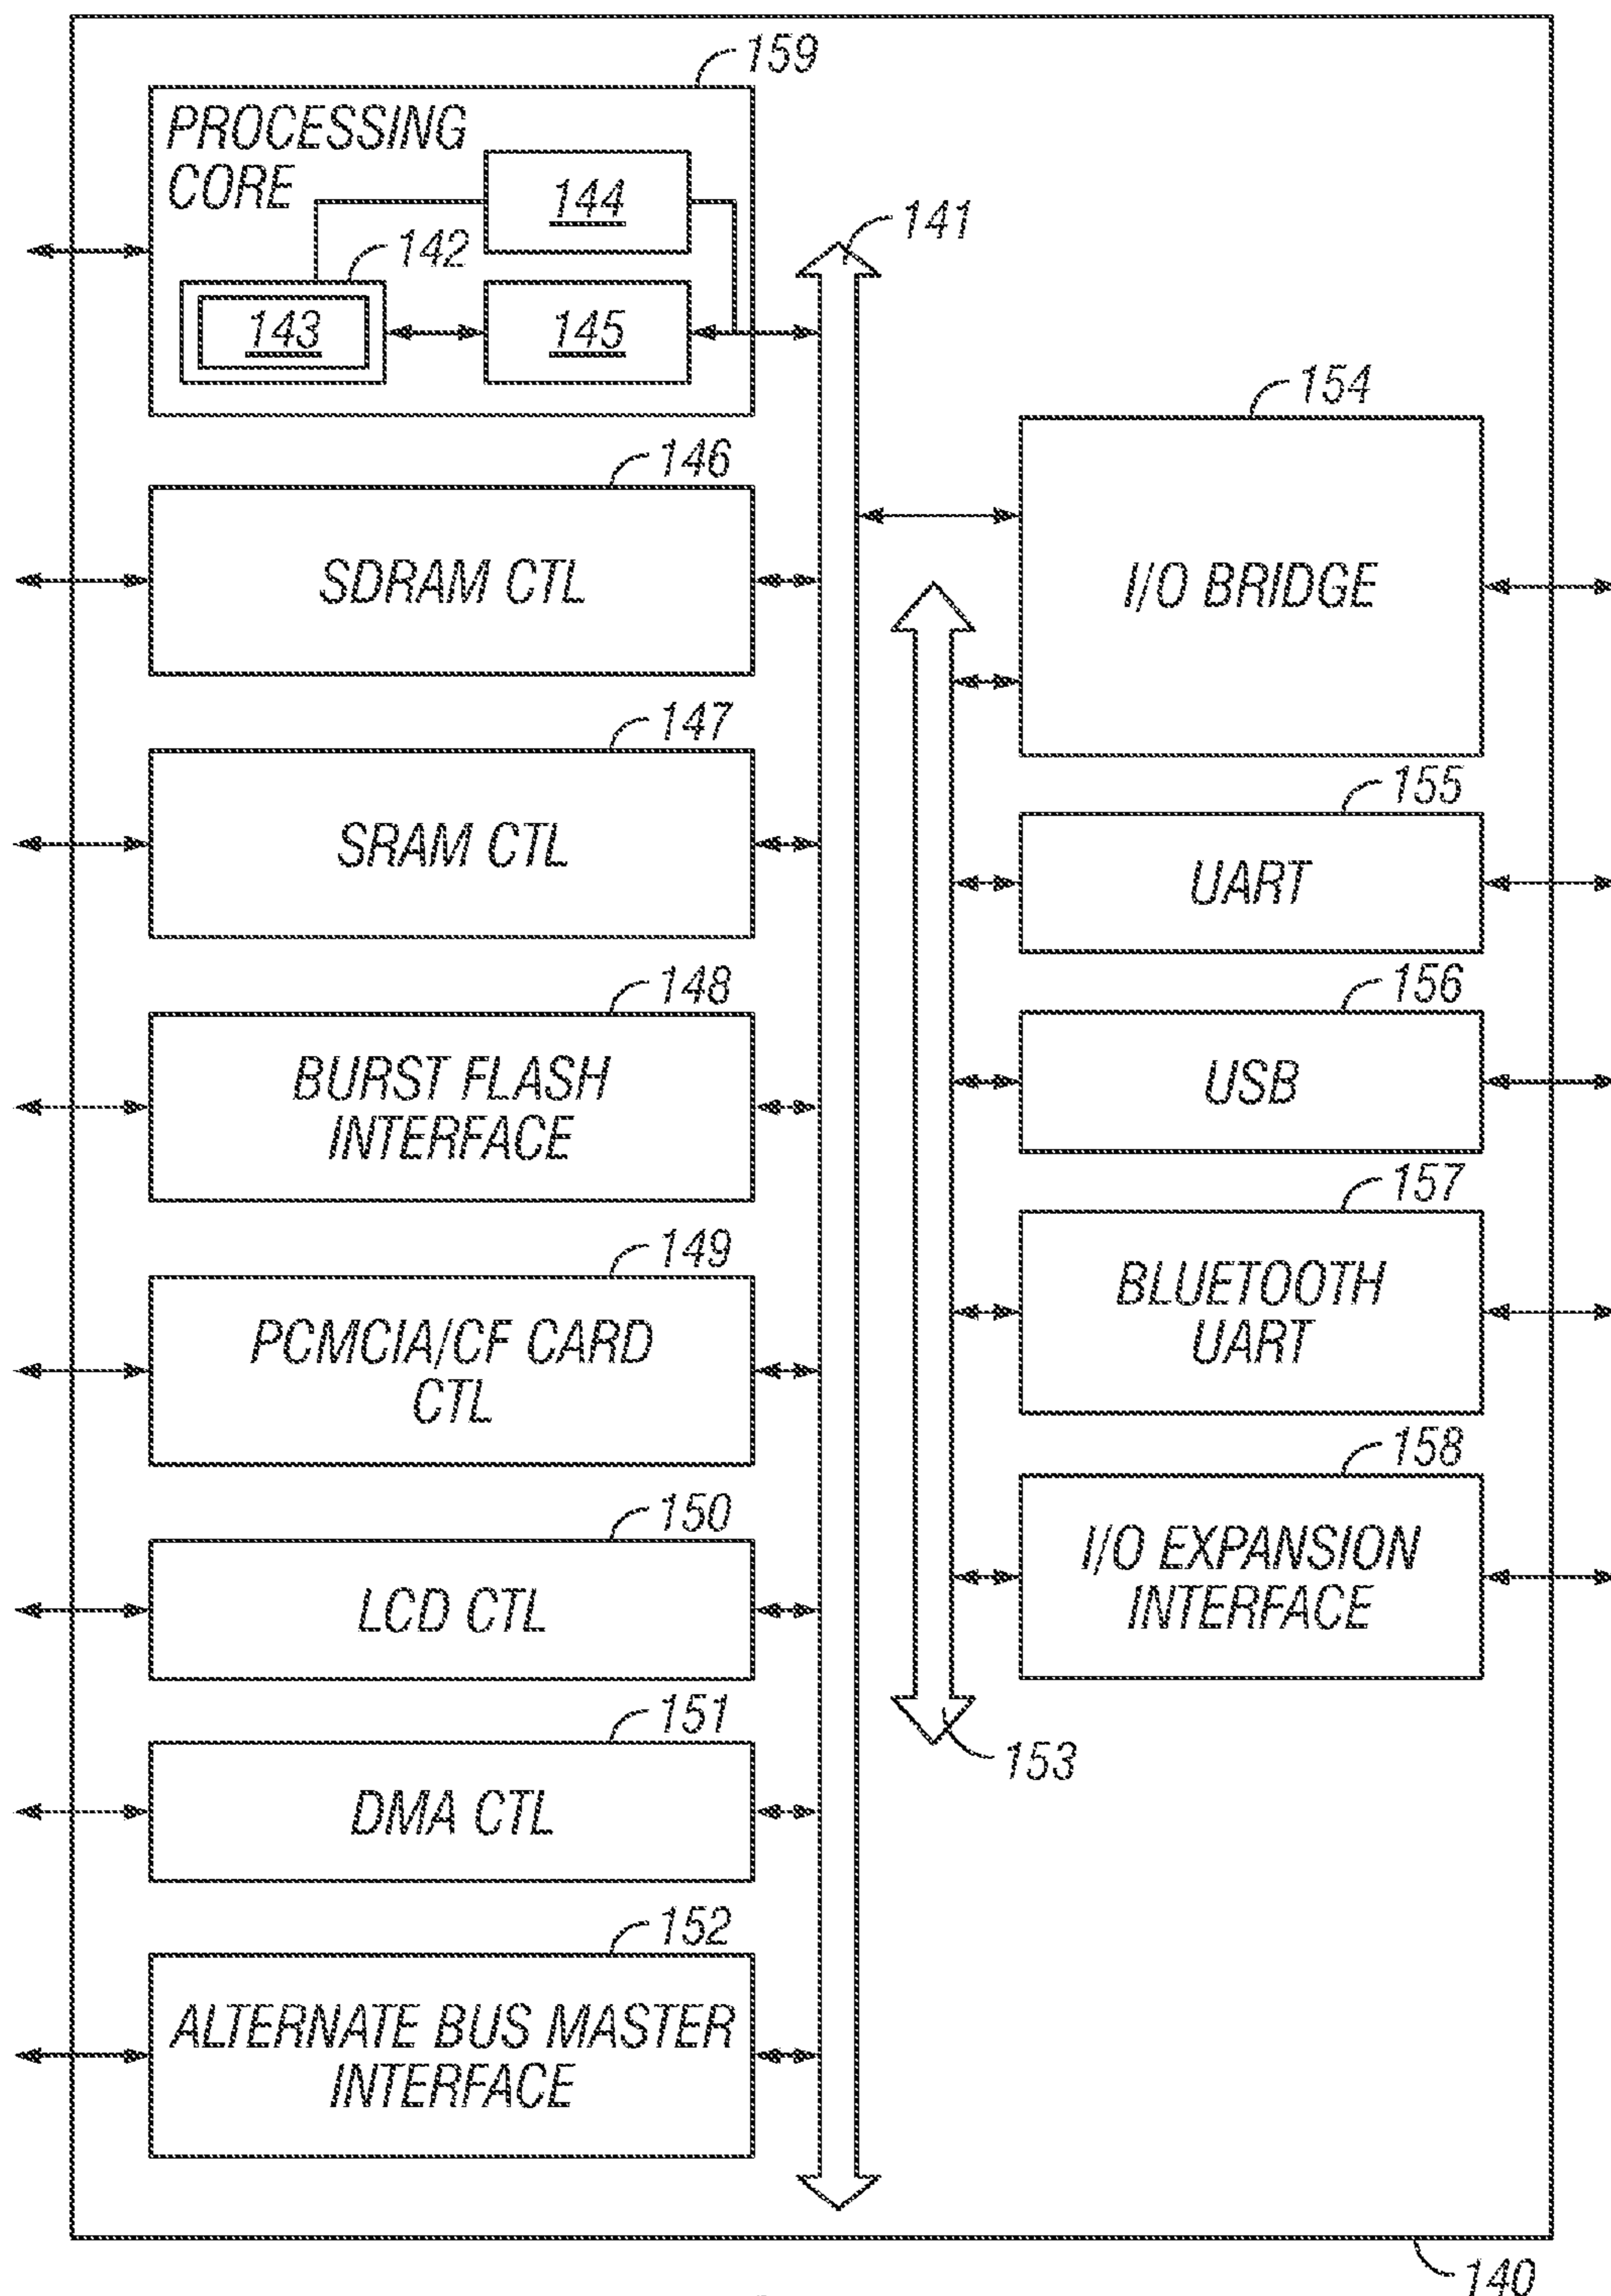 159
PROCESSING
CORE
144
142
143
145
141
146
SDRAM CTL
147
SRAM CTL
148
BURST FLASH
INTERFACE
149
PCMCIA/CF CARD
CTL
150
LCD CTL
151
DMA CTL
152
ALTERNATE BUS MASTER
INTERFACE
154
I/O BRIDGE
155
UART
156
USB
157
BLUETOOTH
UART
158
I/O EXPANSION
INTERFACE
153
140